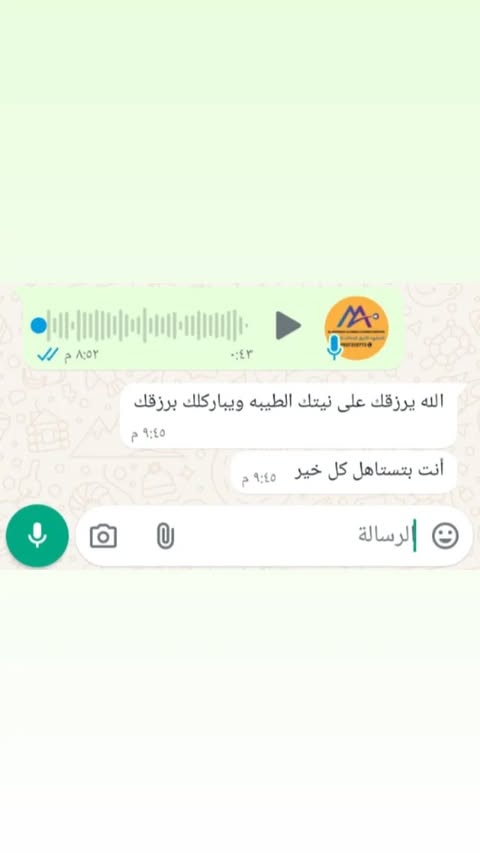 ٠:٤٣
٨:٥٢ م
الله يرزقك على نيتك الطيبه ويباركلك برزقك
٩:٤٥ م
أنت بتستاهل كل خير
٩:٤٥ م
الرسالة